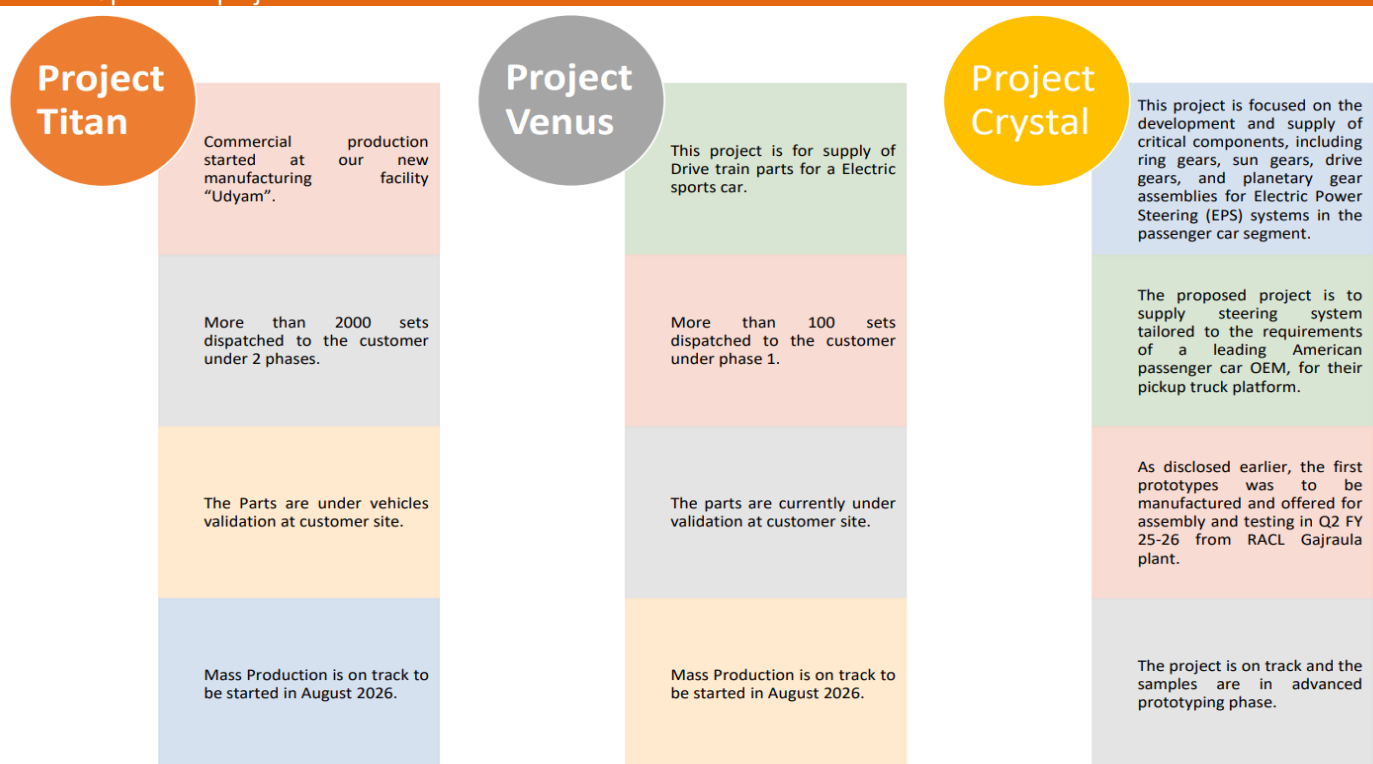 Project
Titan
Commercial production
started at our new
manufacturing facility
“Udyam”.
More than 2000 sets
dispatched to the customer
under 2 phases.
The Parts are under vehicles
validation at customer site.
Mass Production is on track to
be started in August 2026.
Project
Venus
This project is for supply of
Drive train parts for a Electric
sports car.
More than 100 sets
dispatched to the customer
under phase 1.
The parts are currently under
validation at customer site.
Mass Production is on track to
be started in August 2026.
Project
Crystal
This project is focused on the
development and supply of
critical components, including
ring gears, sun gears, drive
gears, and planetary gear
assemblies for Electric Power
Steering (EPS) systems in the
passenger car segment.
The proposed project is to
supply steering system
tailored to the requirements
of a leading American
passenger car OEM, for their
pickup truck platform.
As disclosed earlier, the first
prototypes was to be
manufactured and offered for
assembly and testing in Q2 FY
25-26 from RACL Gajraula
plant.
The project is on track and the
samples are in advanced
prototyping phase.